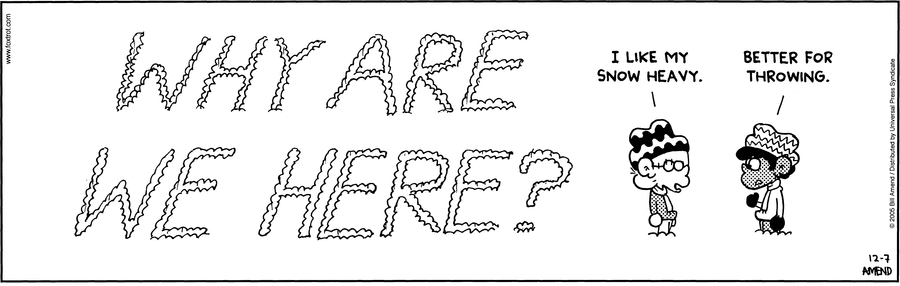 www.foxtrot.com
WHY ARE
WE HERE?
I LIKE MY
SNOW HEAVY.
BETTER FOR
THROWING.
© 2005 Bill Amend / Distributed by Universal Press Syndicate
12-7
AMEND